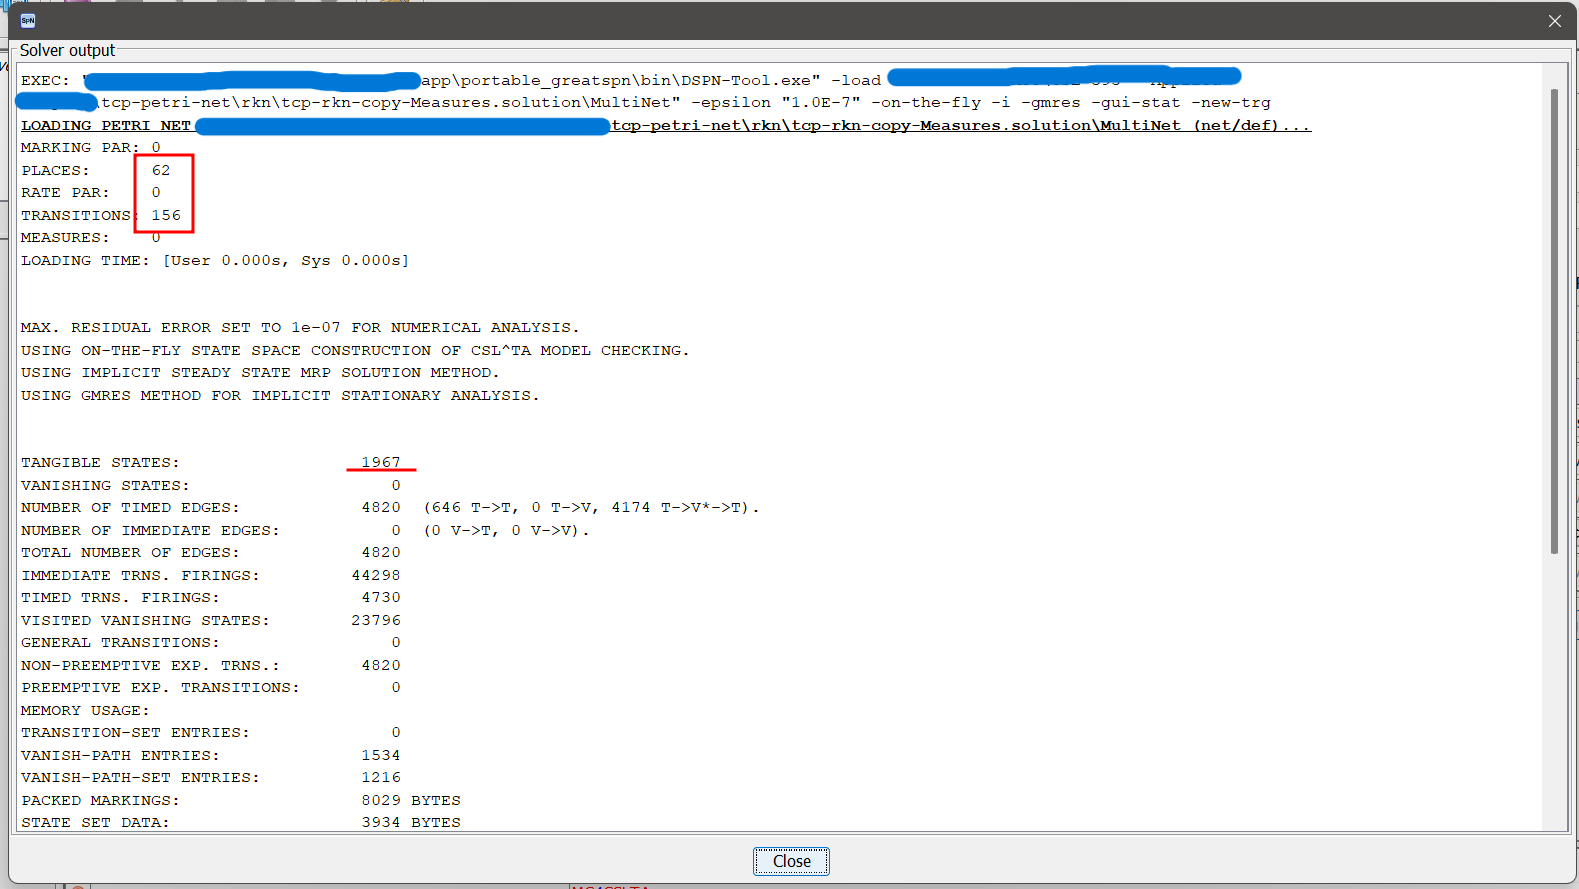 SPN
Solver output
EXEC: "app\portable_greatspn\bin\DSPN-Tool.exe" -load
\tcp-petri-net\rkn\tcp-rkn-copy-Measures.solution\MultiNet" -epsilon "1.0E-7" -on-the-fly -i -gmres -gui-stat -new-trg
LOADING PETRI NET tcp-petri-net\rkn\tcp-rkn-copy-Measures.solution\MultiNet (net/def)...
MARKING PAR: 0
PLACES: 62
RATE PAR: 0
TRANSITIONS: 156
MEASURES: 0
LOADING TIME: [User 0.000s, Sys 0.000s]
MAX. RESIDUAL ERROR SET TO 1e-07 FOR NUMERICAL ANALYSIS.
USING ON-THE-FLY STATE SPACE CONSTRUCTION OF CSL^TA MODEL CHECKING.
USING IMPLICIT STEADY STATE MRP SOLUTION METHOD.
USING GMRES METHOD FOR IMPLICIT STATIONARY ANALYSIS.
TANGIBLE STATES: 1967
VANISHING STATES: 0
NUMBER OF TIMED EDGES: 4820 (646 T->T, 0 T->V, 4174 T->V*->T).
NUMBER OF IMMEDIATE EDGES: 0 (0 V->T, 0 V->V).
TOTAL NUMBER OF EDGES: 4820
IMMEDIATE TRNS. FIRINGS: 44298
TIMED TRNS. FIRINGS: 4730
VISITED VANISHING STATES: 23796
GENERAL TRANSITIONS: 0
NON-PREEMPTIVE EXP. TRNS.: 4820
PREEMPTIVE EXP. TRANSITIONS: 0
MEMORY USAGE:
TRANSITION-SET ENTRIES: 0
VANISH-PATH ENTRIES: 1534
VANISH-PATH-SET ENTRIES: 1216
PACKED MARKINGS: 8029 BYTES
STATE SET DATA: 3934 BYTES
Close